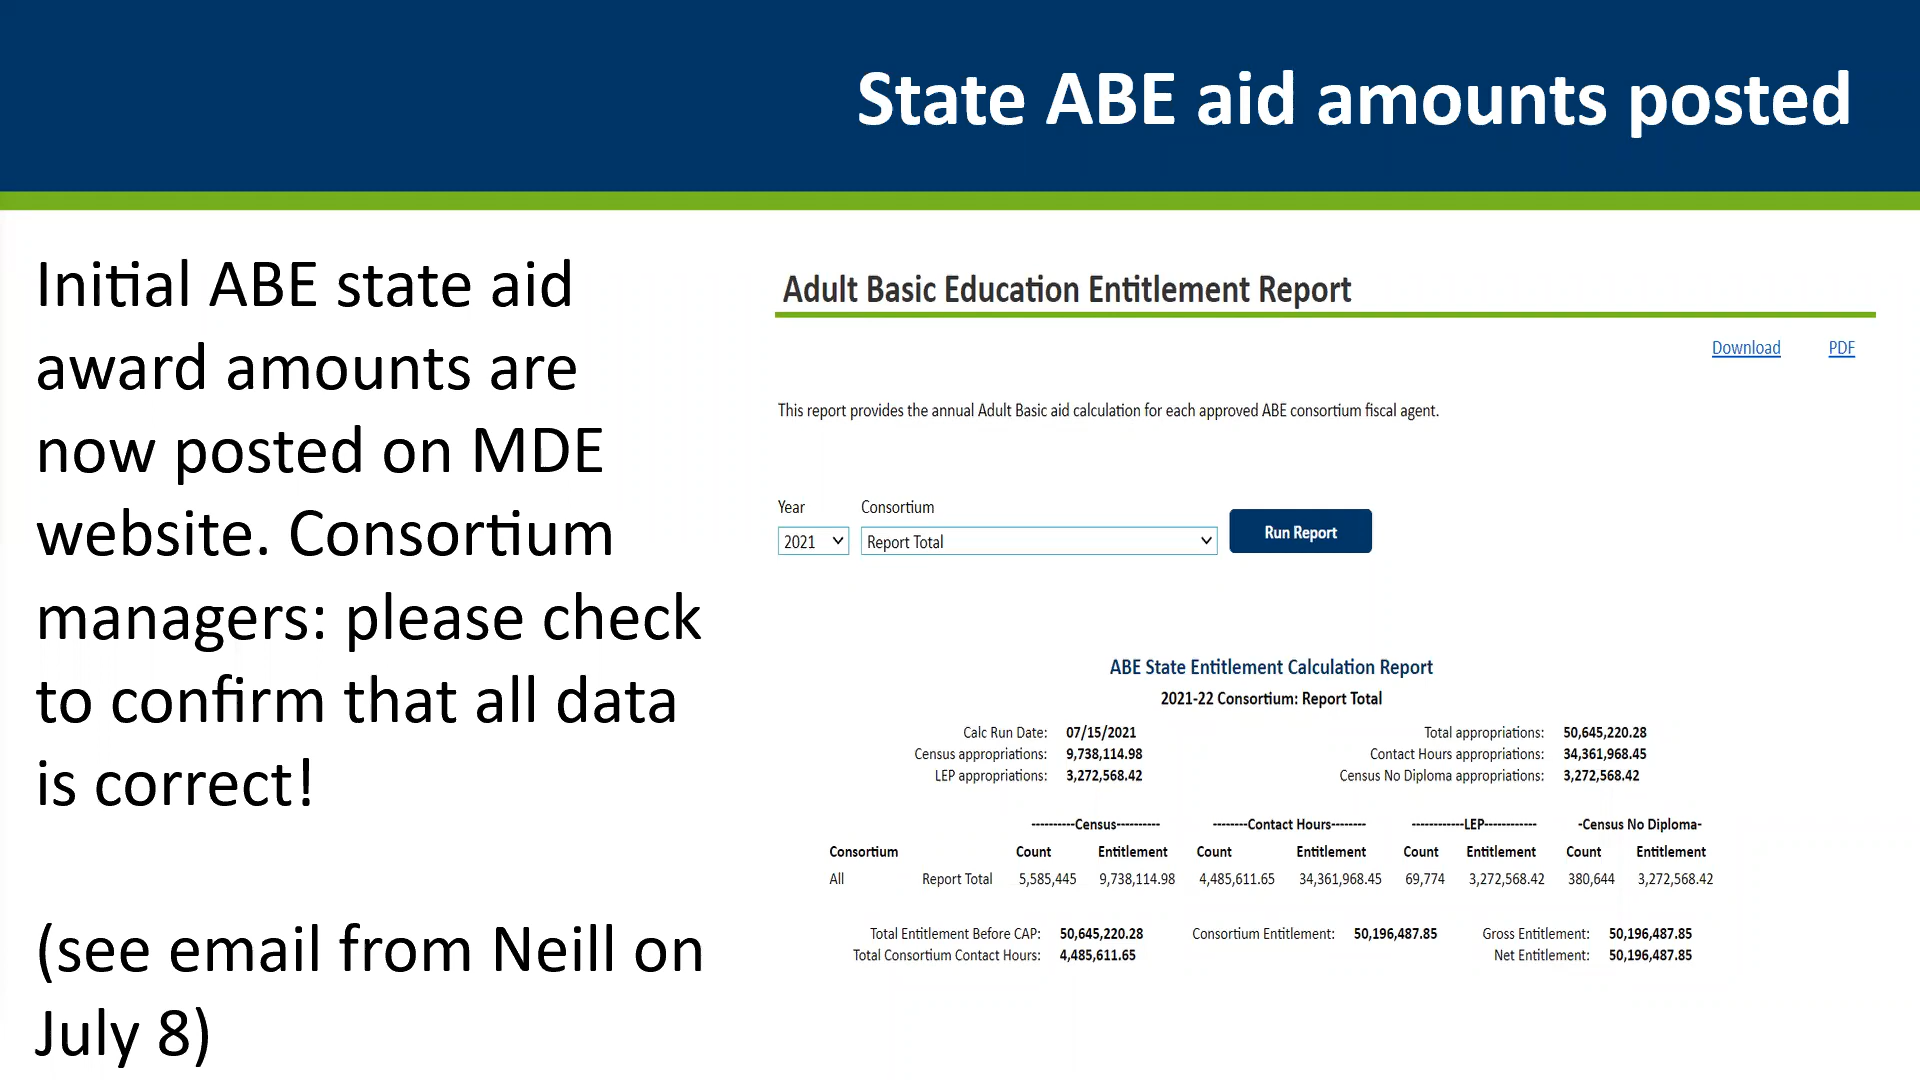 State ABE aid amounts posted
Initial ABE state aid
award amounts are
now posted on MDE
website. Consortium
managers: please check
to confirm that all data
is correct!
(see email from Neill on
July 8)
Adult Basic Education Entitlement Report
Download PDF
This report provides the annual Adult Basic aid calculation for each approved ABE consortium fiscal agent.
Year Consortium
2021 Report Total Run Report
ABE State Entitlement Calculation Report
2021-22 Consortium: Report Total
Calc Run Date: 07/15/2021 Total appropriations: 50,645,220.28
Census appropriations: 9,738,114.98 Contact Hours appropriations: 34,361,968.45
LEP appropriations: 3,272,568.42 Census No Diploma appropriations: 3,272,568.42
----------Census---------- --------Contact Hours-------- ------------LEP------------ -Census No Diploma-
Consortium Count Entitlement Count Entitlement Count Entitlement Count Entitlement
All Report Total 5,585,445 9,738,114.98 4,485,611.65 34,361,968.45 69,774 3,272,568.42 380,644 3,272,568.42
Total Entitlement Before CAP: 50,645,220.28 Consortium Entitlement: 50,196,487.85 Gross Entitlement: 50,196,487.85
Total Consortium Contact Hours: 4,485,611.65 Net Entitlement: 50,196,487.85